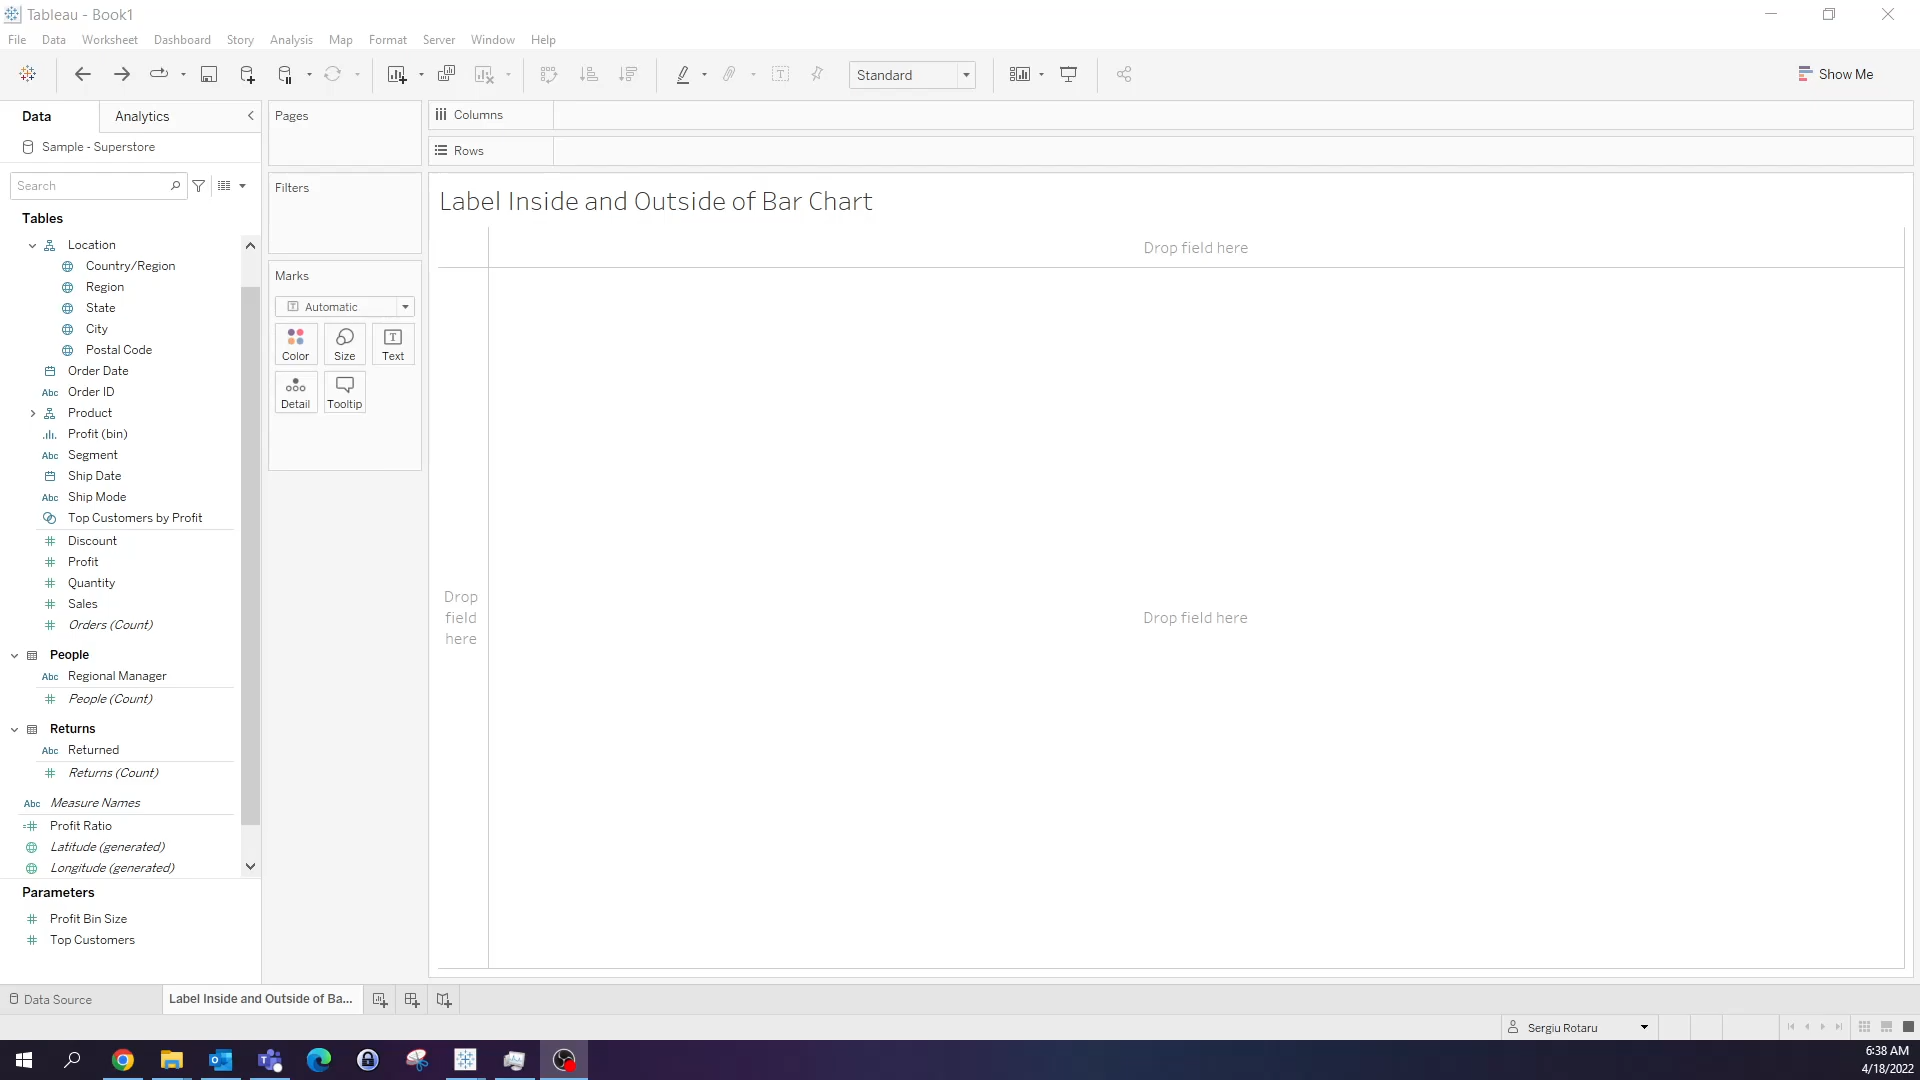 Tableau - Book1
File Data Worksheet Dashboard Story Analysis Map Format Server Window Help
Standard
Show Me
Data Analytics
Sample - Superstore
Search
Tables
Location
Country/Region
Region
State
City
Postal Code
Order Date
Abc Order ID
Product
Profit (bin)
Abc Segment
Ship Date
Abc Ship Mode
Top Customers by Profit
Discount
Profit
Quantity
Sales
Orders (Count)
People
Abc Regional Manager
People (Count)
Returns
Abc Returned
Returns (Count)
Abc Measure Names
Profit Ratio
Latitude (generated)
Longitude (generated)
Parameters
Profit Bin Size
Top Customers
Pages
Filters
Marks
Automatic
Color Size Text
Detail Tooltip
Columns
Rows
Label Inside and Outside of Bar Chart
Drop field here
Drop
field
here
Drop field here
Data Source
Label Inside and Outside of Ba...
Sergiu Rotaru
6:38 AM
4/18/2022